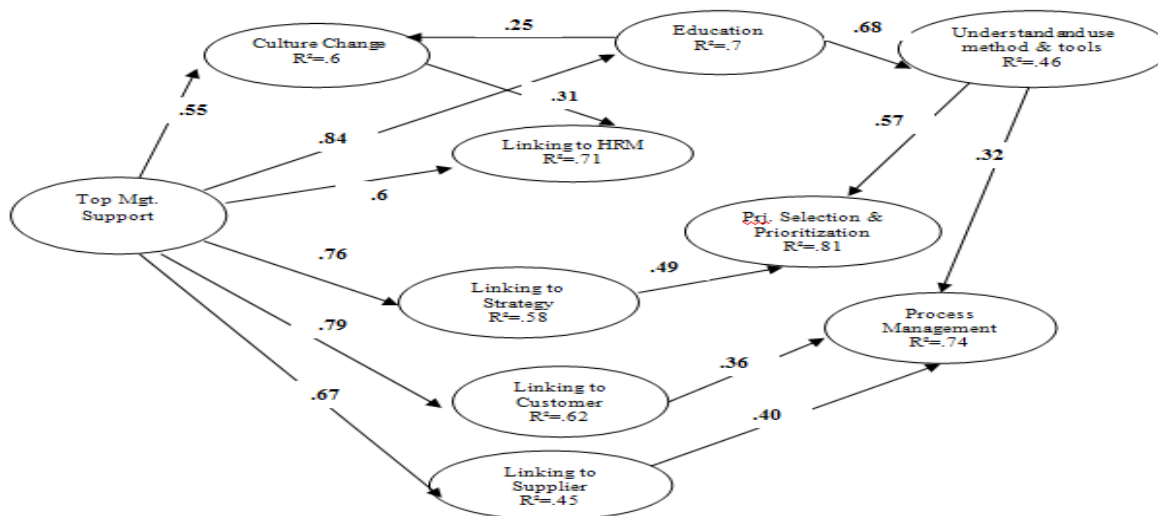 .25
Education
R²=.7
.68
Understand and use
method & tools
R²=.46
Culture Change
R²=.6
.55
.31
.84
.57
.32
Linking to HRM
R²=.71
.6
Top Mgt.
Support
Prj. Selection &
Prioritization
R²=.81
.76
.49
Linking to
Strategy
R²=.58
Process
Management
R²=.74
.79
.36
.67
Linking to
Customer
R²=.62
.40
Linking to
Supplier
R²=.45